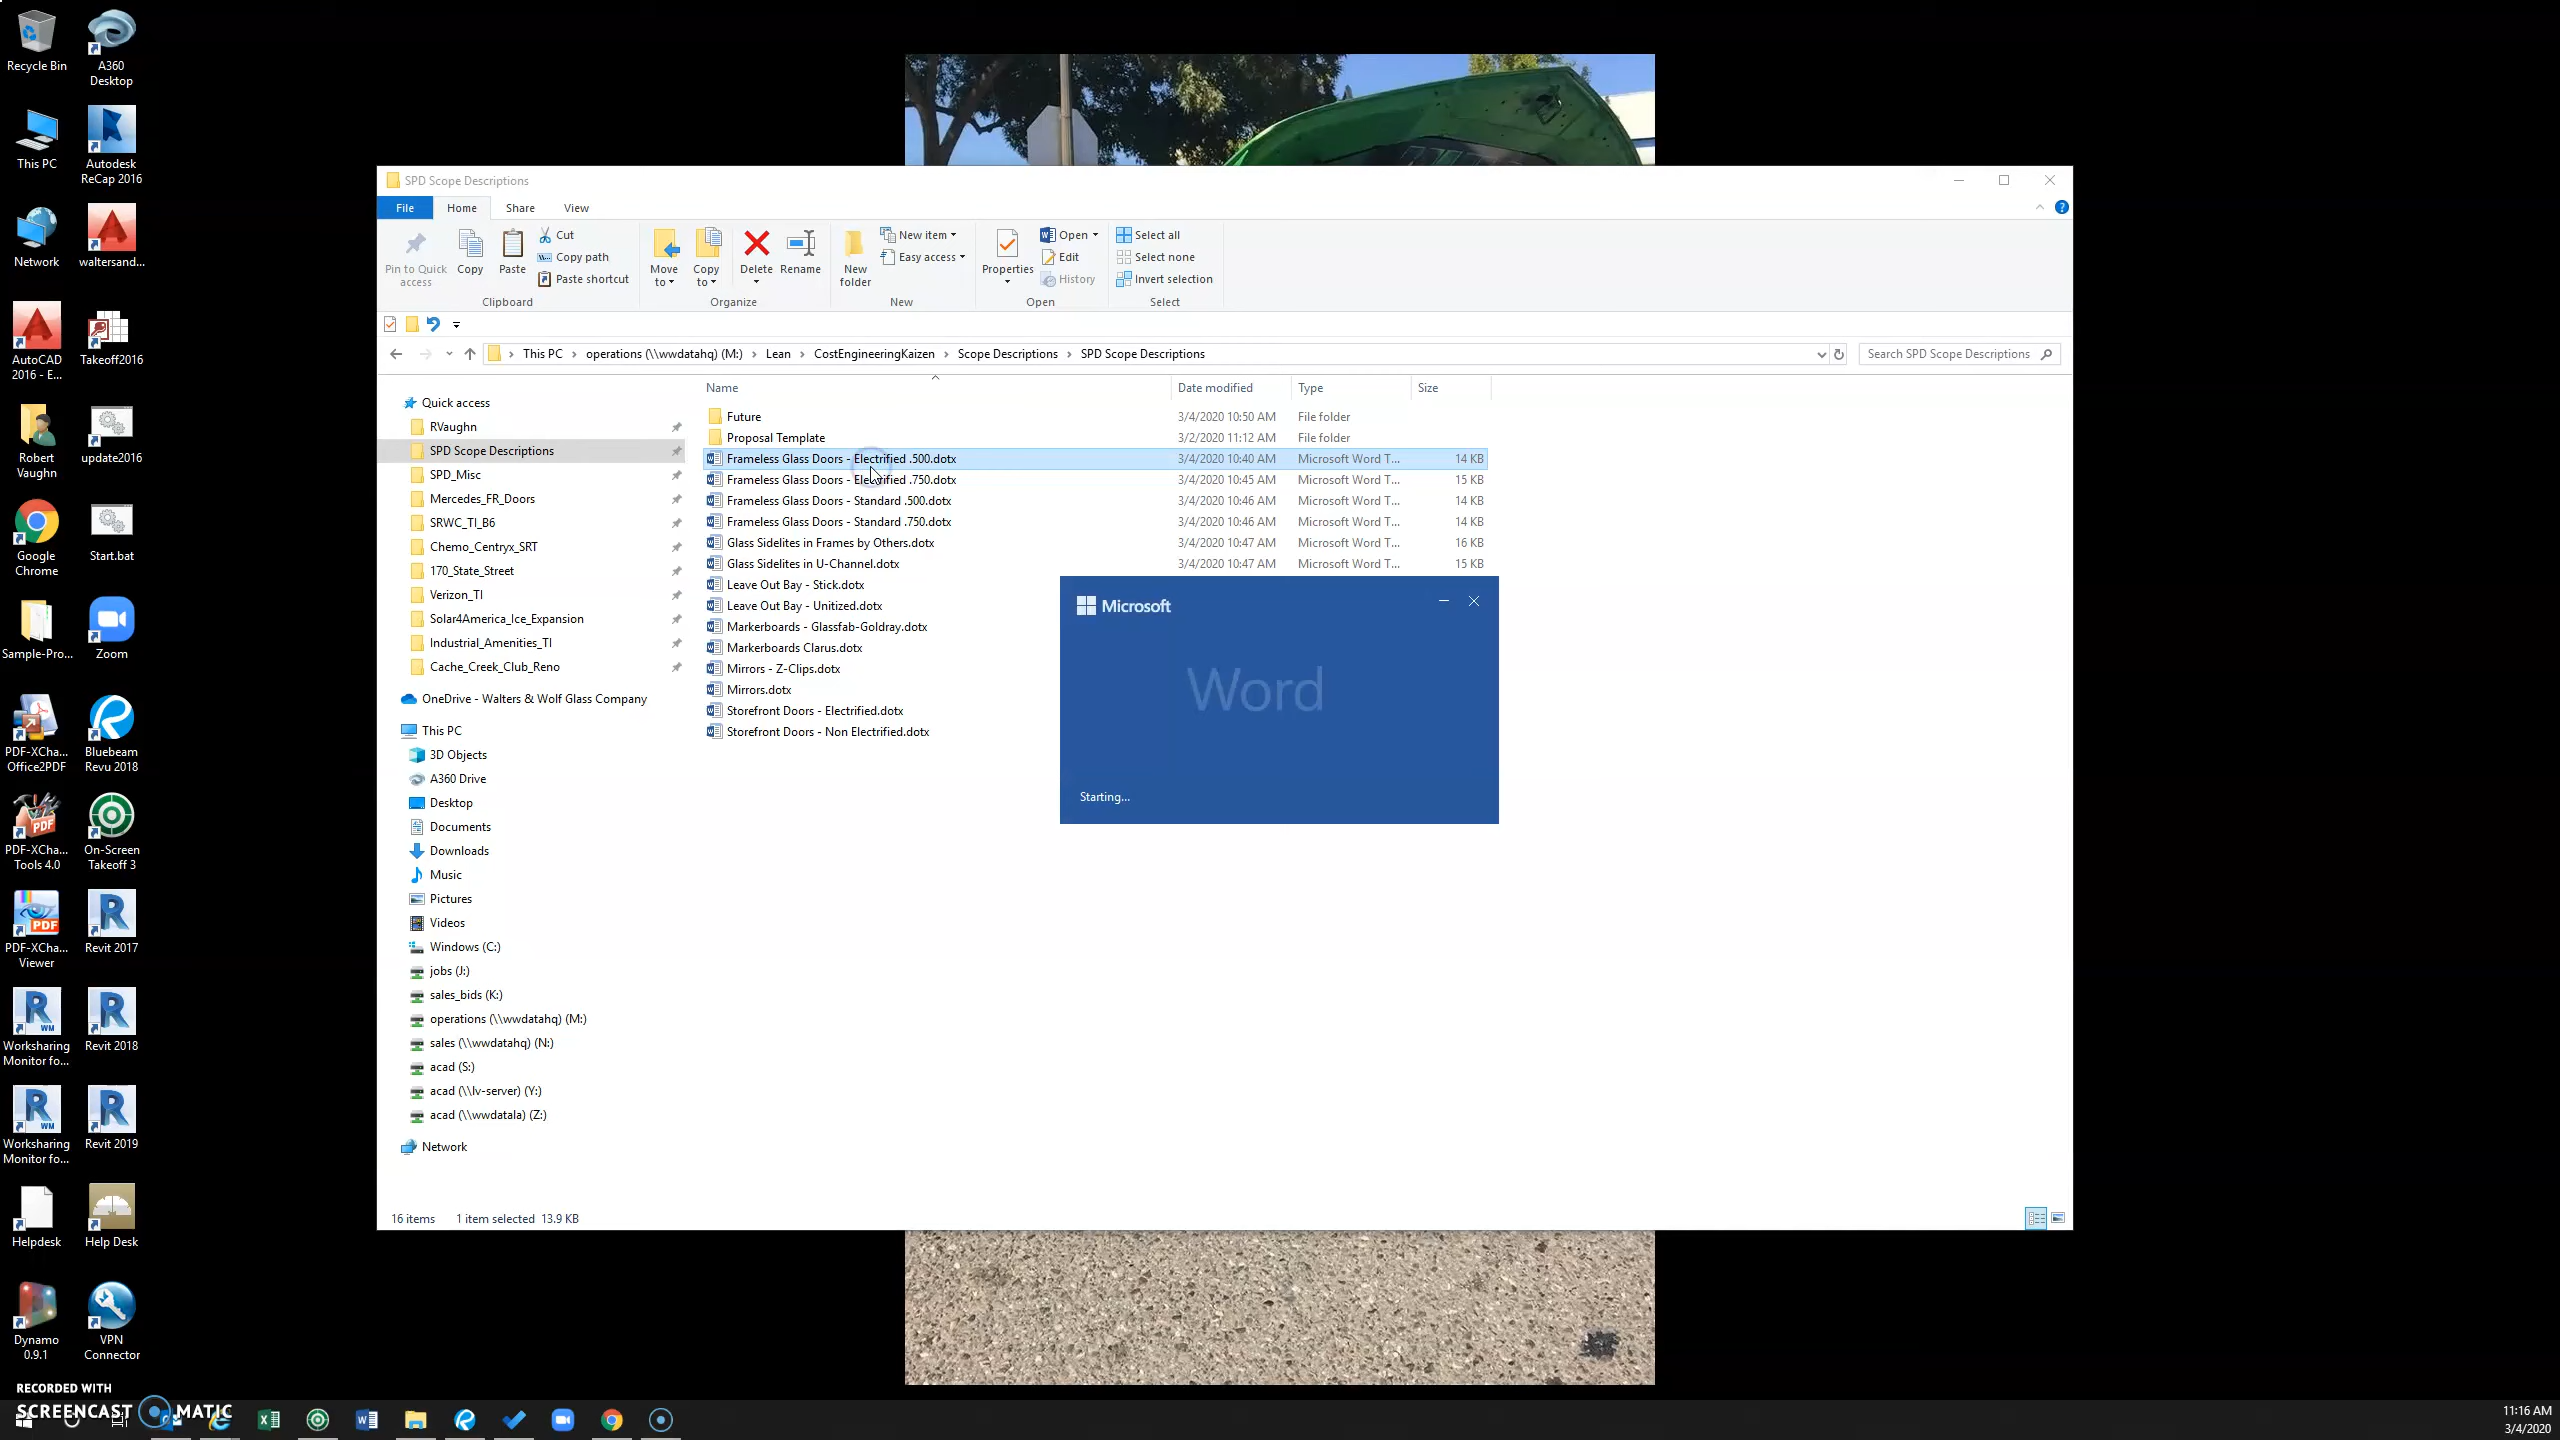 Recycle Bin
A360 Desktop
This PC
Autodesk ReCap 2016
Network
waltersand...
AutoCAD 2016 - E...
Takeoff2016
Robert Vaughn
update2016
Google Chrome
Start.bat
Sample-Pro...
Zoom
PDF-XCha... Office2PDF
Bluebeam Revu 2018
PDF-XCha... Tools 4.0
On-Screen Takeoff 3
PDF-XCha... Viewer
Revit 2017
Worksharing Monitor fo...
Revit 2018
Worksharing Monitor fo...
Revit 2019
Helpdesk
Help Desk
Dynamo 0.9.1
VPN Connector
SPD Scope Descriptions
File Home Share View
Pin to Quick access
Copy
Paste
Cut
Copy path
Paste shortcut
Clipboard
Move to
Copy to
Delete
Rename
Organize
New folder
New item
Easy access
New
Properties
Open
Edit
History
Open
Select all
Select none
Invert selection
Select
This PC › operations (\\wwdatahq) (M:) › Lean › CostEngineeringKaizen › Scope Descriptions › SPD Scope Descriptions
Search SPD Scope Descriptions
Quick access
RVaughn
SPD Scope Descriptions
SPD_Misc
Mercedes_FR_Doors
SRWC_TI_B6
Chemo_Centryx_SRT
170_State_Street
Verizon_TI
Solar4America_Ice_Expansion
Industrial_Amenities_TI
Cache_Creek_Club_Reno
OneDrive - Walters & Wolf Glass Company
This PC
3D Objects
A360 Drive
Desktop
Documents
Downloads
Music
Pictures
Videos
Windows (C:)
jobs (J:)
sales_bids (K:)
operations (\\wwdatahq) (M:)
sales (\\wwdatahq) (N:)
acad (S:)
acad (\\lv-server) (Y:)
acad (\\wwdatala) (Z:)
Network
Name Date modified Type Size
Future 3/4/2020 10:50 AM File folder
Proposal Template 3/2/2020 11:12 AM File folder
Frameless Glass Doors - Electrified .500.dotx 3/4/2020 10:40 AM Microsoft Word T... 14 KB
Frameless Glass Doors - Electrified .750.dotx 3/4/2020 10:45 AM Microsoft Word T... 15 KB
Frameless Glass Doors - Standard .500.dotx 3/4/2020 10:46 AM Microsoft Word T... 14 KB
Frameless Glass Doors - Standard .750.dotx 3/4/2020 10:46 AM Microsoft Word T... 14 KB
Glass Sidelites in Frames by Others.dotx 3/4/2020 10:47 AM Microsoft Word T... 16 KB
Glass Sidelites in U-Channel.dotx 3/4/2020 10:47 AM Microsoft Word T... 15 KB
Leave Out Bay - Stick.dotx
Leave Out Bay - Unitized.dotx
Markerboards - Glassfab-Goldray.dotx
Markerboards Clarus.dotx
Mirrors - Z-Clips.dotx
Mirrors.dotx
Storefront Doors - Electrified.dotx
Storefront Doors - Non Electrified.dotx
Microsoft
Word
Starting...
16 items 1 item selected 13.9 KB
RECORDED WITH
SCREENCAST MATIC
11:16 AM
3/4/2020